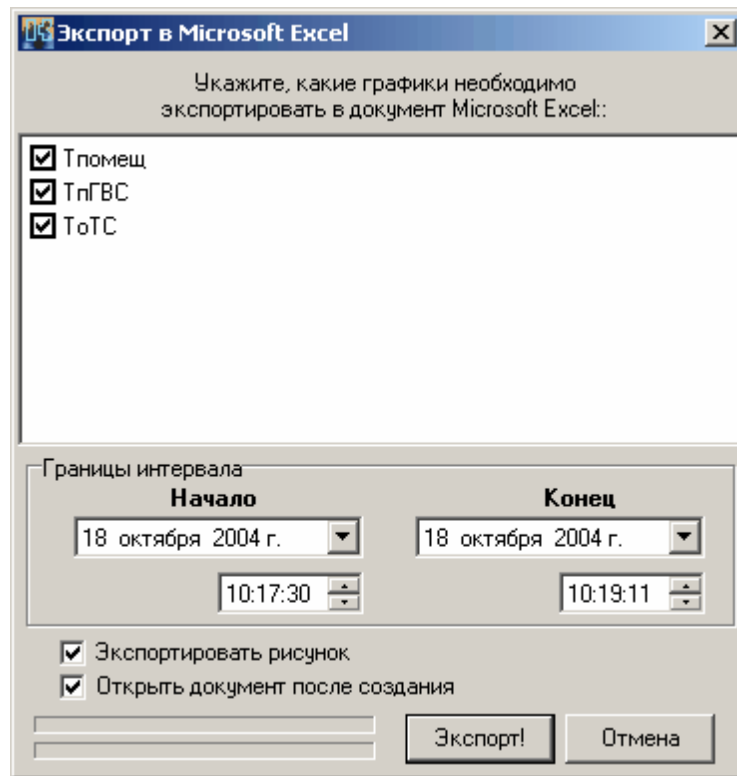 Экспорт в Microsoft Excel
Укажите, какие графики необходимо
экспортировать в документ Microsoft Excel::
Тпомещ
ТпГВС
ТоТС
Границы интервала
Начало Конец
18 октября 2004 г. 18 октября 2004 г.
10:17:30 10:19:11
Экспортировать рисунок
Открыть документ после создания
Экспорт! Отмена